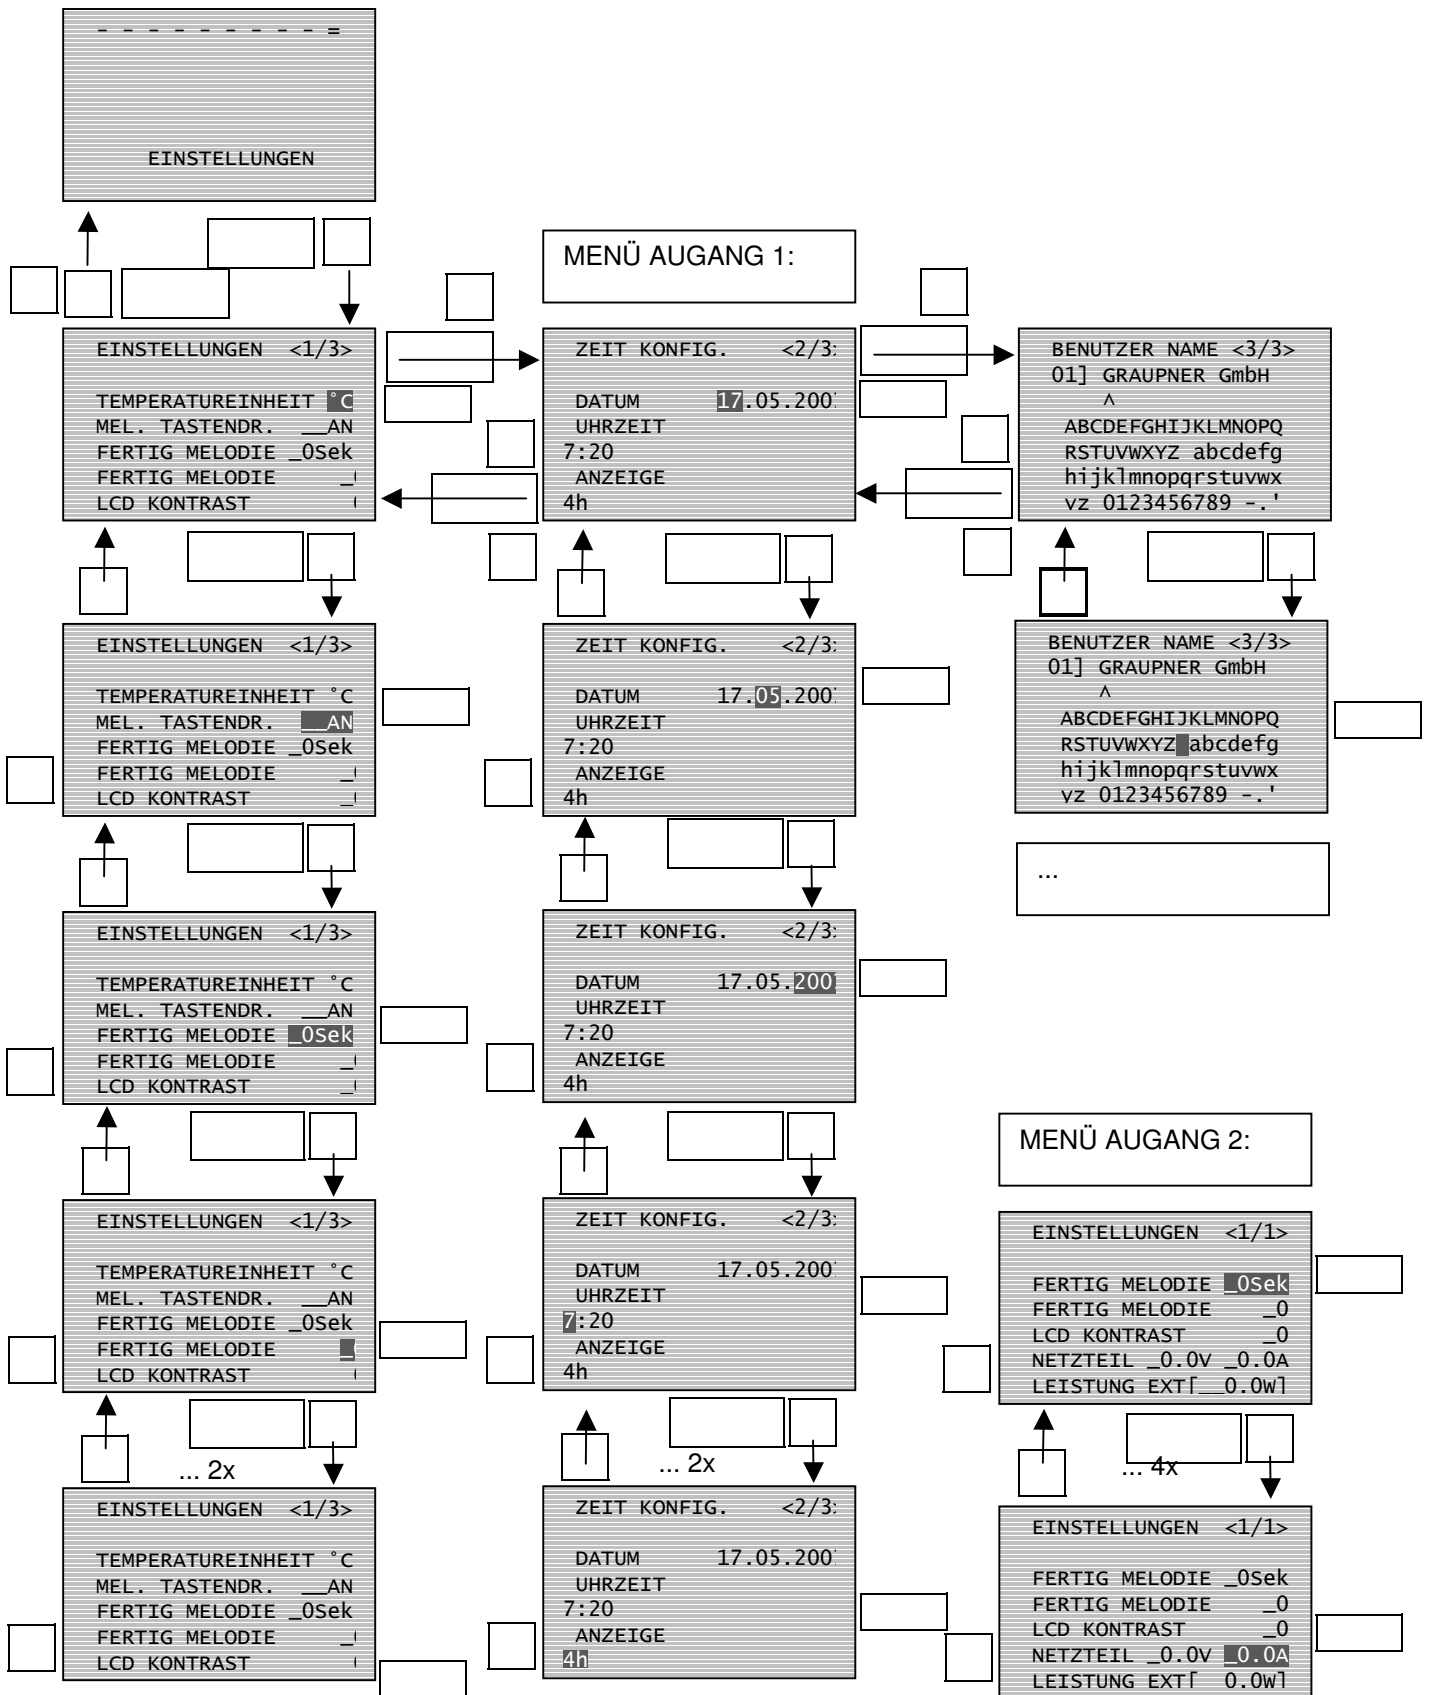 - - - - - - - - - =
EINSTELLUNGEN
MENÜ AUGANG 1:
EINSTELLUNGEN <1/3>
TEMPERATUREINHEIT °C
MEL. TASTENDR. __AN
FERTIG MELODIE _0Sek
FERTIG MELODIE _
LCD KONTRAST
ZEIT KONFIG. <2/3
DATUM 17.05.200
UHRZEIT
7:20
ANZEIGE
4h
BENUTZER NAME <3/3>
01] GRAUPNER GmbH
^
ABCDEFGHIJKLMNOPQ
RSTUVWXYZ abcdefg
hijklmnopqrstuvwx
yz 0123456789 -.'
EINSTELLUNGEN <1/3>
TEMPERATUREINHEIT °C
MEL. TASTENDR. __AN
FERTIG MELODIE _0Sek
FERTIG MELODIE _
LCD KONTRAST _
ZEIT KONFIG. <2/3
DATUM 17.05.200
UHRZEIT
7:20
ANZEIGE
4h
BENUTZER NAME <3/3>
01] GRAUPNER GmbH
^
ABCDEFGHIJKLMNOPQ
RSTUVWXYZ abcdefg
hijklmnopqrstuvwx
yz 0123456789 -.'
...
EINSTELLUNGEN <1/3>
TEMPERATUREINHEIT °C
MEL. TASTENDR. __AN
FERTIG MELODIE _0Sek
FERTIG MELODIE _
LCD KONTRAST _
ZEIT KONFIG. <2/3
DATUM 17.05.200
UHRZEIT
7:20
ANZEIGE
4h
MENÜ AUGANG 2:
EINSTELLUNGEN <1/3>
TEMPERATUREINHEIT °C
MEL. TASTENDR. __AN
FERTIG MELODIE _0Sek
FERTIG MELODIE _
LCD KONTRAST
ZEIT KONFIG. <2/3
DATUM 17.05.200
UHRZEIT
7:20
ANZEIGE
4h
EINSTELLUNGEN <1/1>
FERTIG MELODIE _0Sek
FERTIG MELODIE _0
LCD KONTRAST _0
NETZTEIL _0.0V _0.0A
LEISTUNG EXT[__0.0W]
... 2x
... 2x
... 4x
EINSTELLUNGEN <1/3>
TEMPERATUREINHEIT °C
MEL. TASTENDR. __AN
FERTIG MELODIE _0Sek
FERTIG MELODIE _
LCD KONTRAST
ZEIT KONFIG. <2/3
DATUM 17.05.200
UHRZEIT
7:20
ANZEIGE
4h
EINSTELLUNGEN <1/1>
FERTIG MELODIE _0Sek
FERTIG MELODIE _0
LCD KONTRAST _0
NETZTEIL _0.0V _0.0A
LEISTUNG EXT[ 0.0W]